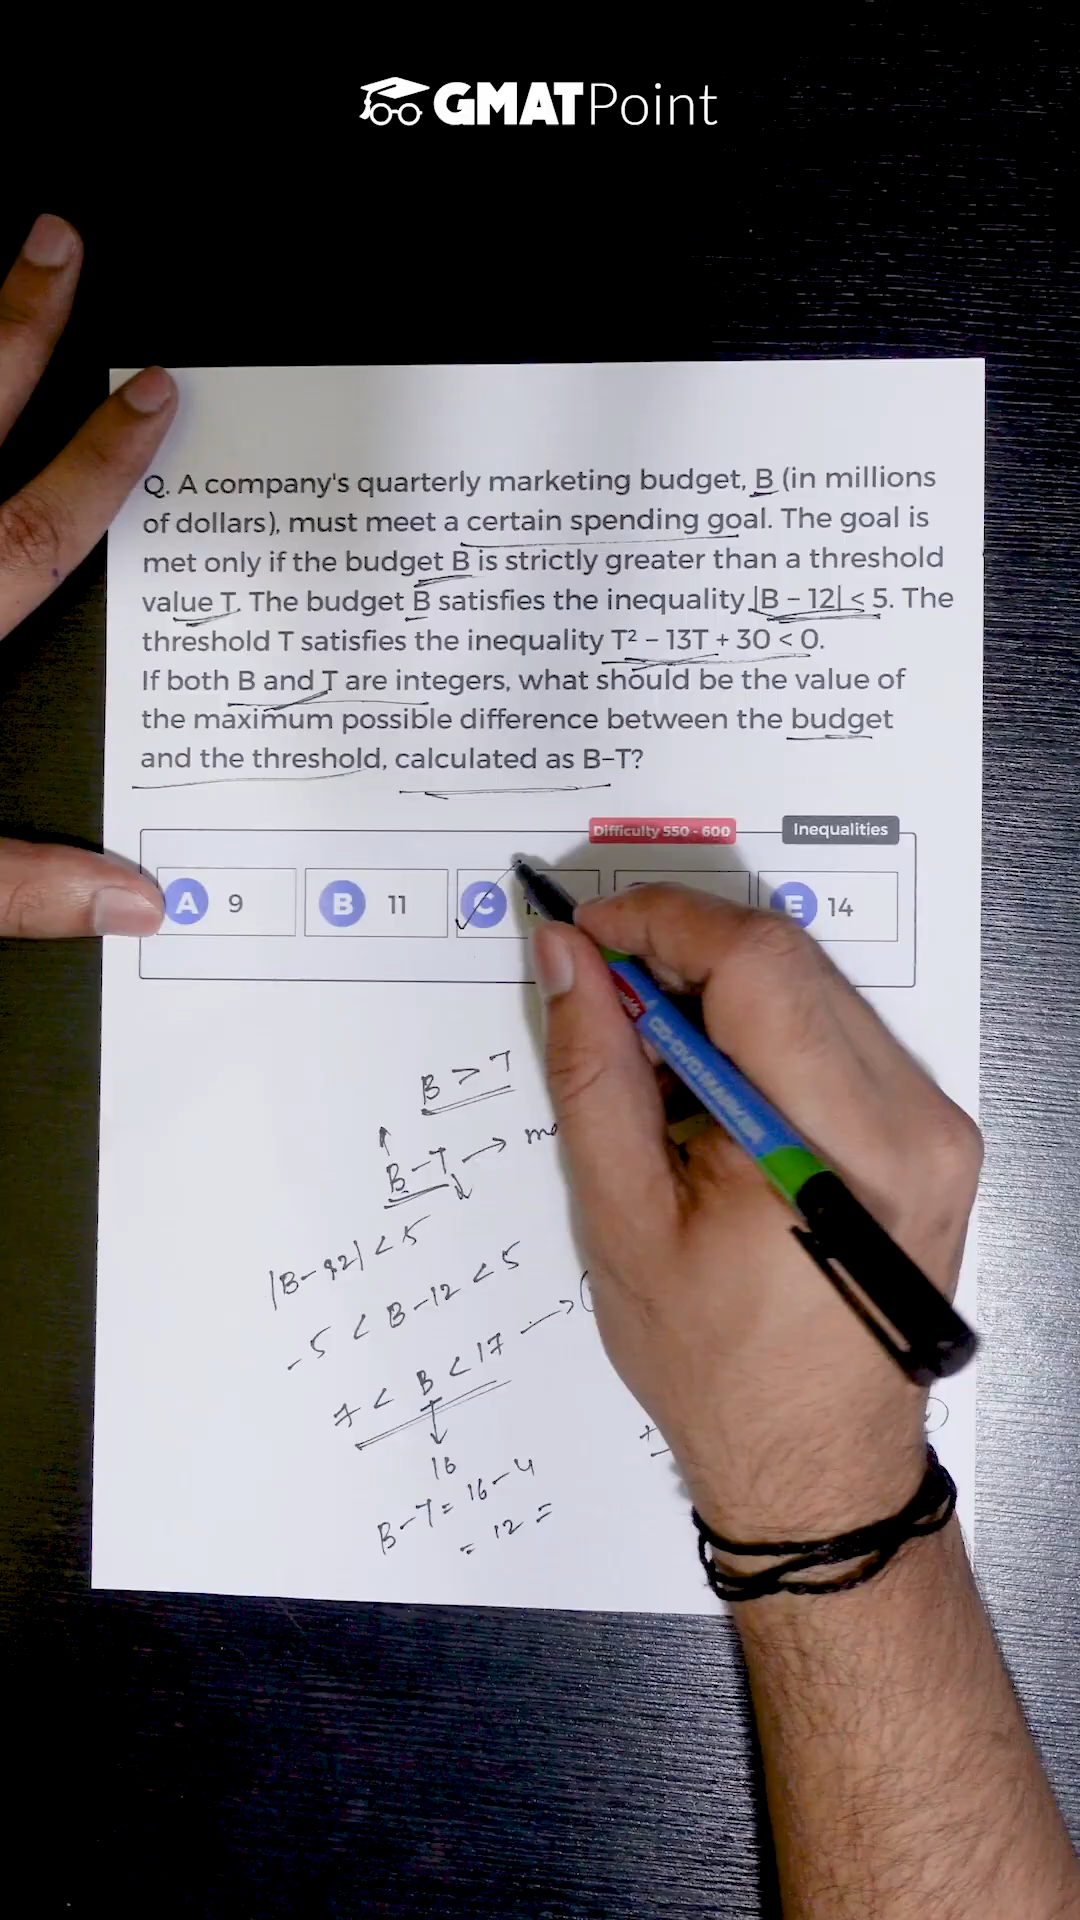 GMATPoint
Q. A company's quarterly marketing budget, B (in millions
of dollars), must meet a certain spending goal. The goal is
met only if the budget B is strictly greater than a threshold
value T. The budget B satisfies the inequality |B – 12| < 5. The
threshold T satisfies the inequality T² – 13T + 30 < 0.
If both B and T are integers, what should be the value of
the maximum possible difference between the budget
and the threshold, calculated as B–T?
Difficulty 550 - 600 Inequalities
A 9 B 11 C E 14
B > T
B - T →
|B - 12| < 5
- 5 < B - 12 < 5
7 < B < 17 →
16
B - T = 16 - 4
= 12 =